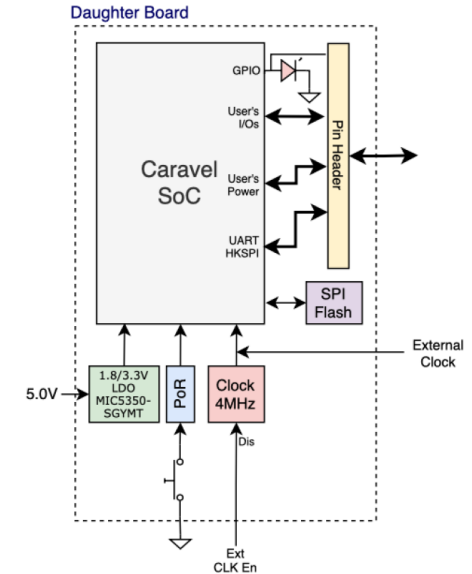 Daughter Board
GPIO
User's
I/Os
Caravel
SoC
User's
Power
UART
HKSPI
Pin Header
SPI
Flash
External
Clock
5.0V
1.8/3.3V
LDO
MIC5350-
SGYMT
PoR
Clock
4MHz
Dis
Ext
CLK En